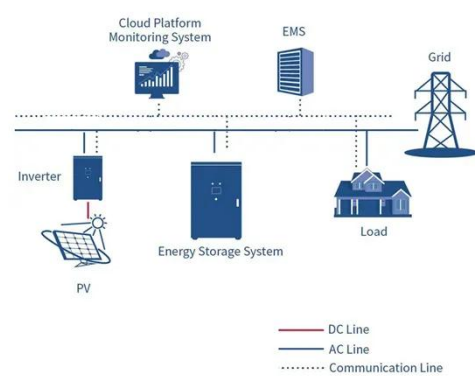 Cloud Platform
Monitoring System
EMS
Grid
Inverter
Energy Storage System
Load
PV
DC Line
AC Line
Communication Line